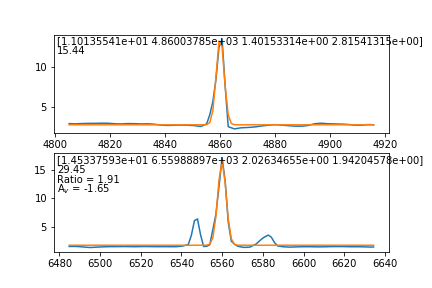 [1.10135541e+01 4.86003785e+03 1.40153314e+00 2.81541315e+00]
15.44
10
5
4800 4820 4840 4860 4880 4900 4920
[1.45337593e+01 6.55988897e+03 2.02634655e+00 1.94204578e+00]
29.45
Ratio = 1.91
Aᵥ = -1.65
15
10
5
6480 6500 6520 6540 6560 6580 6600 6620 6640